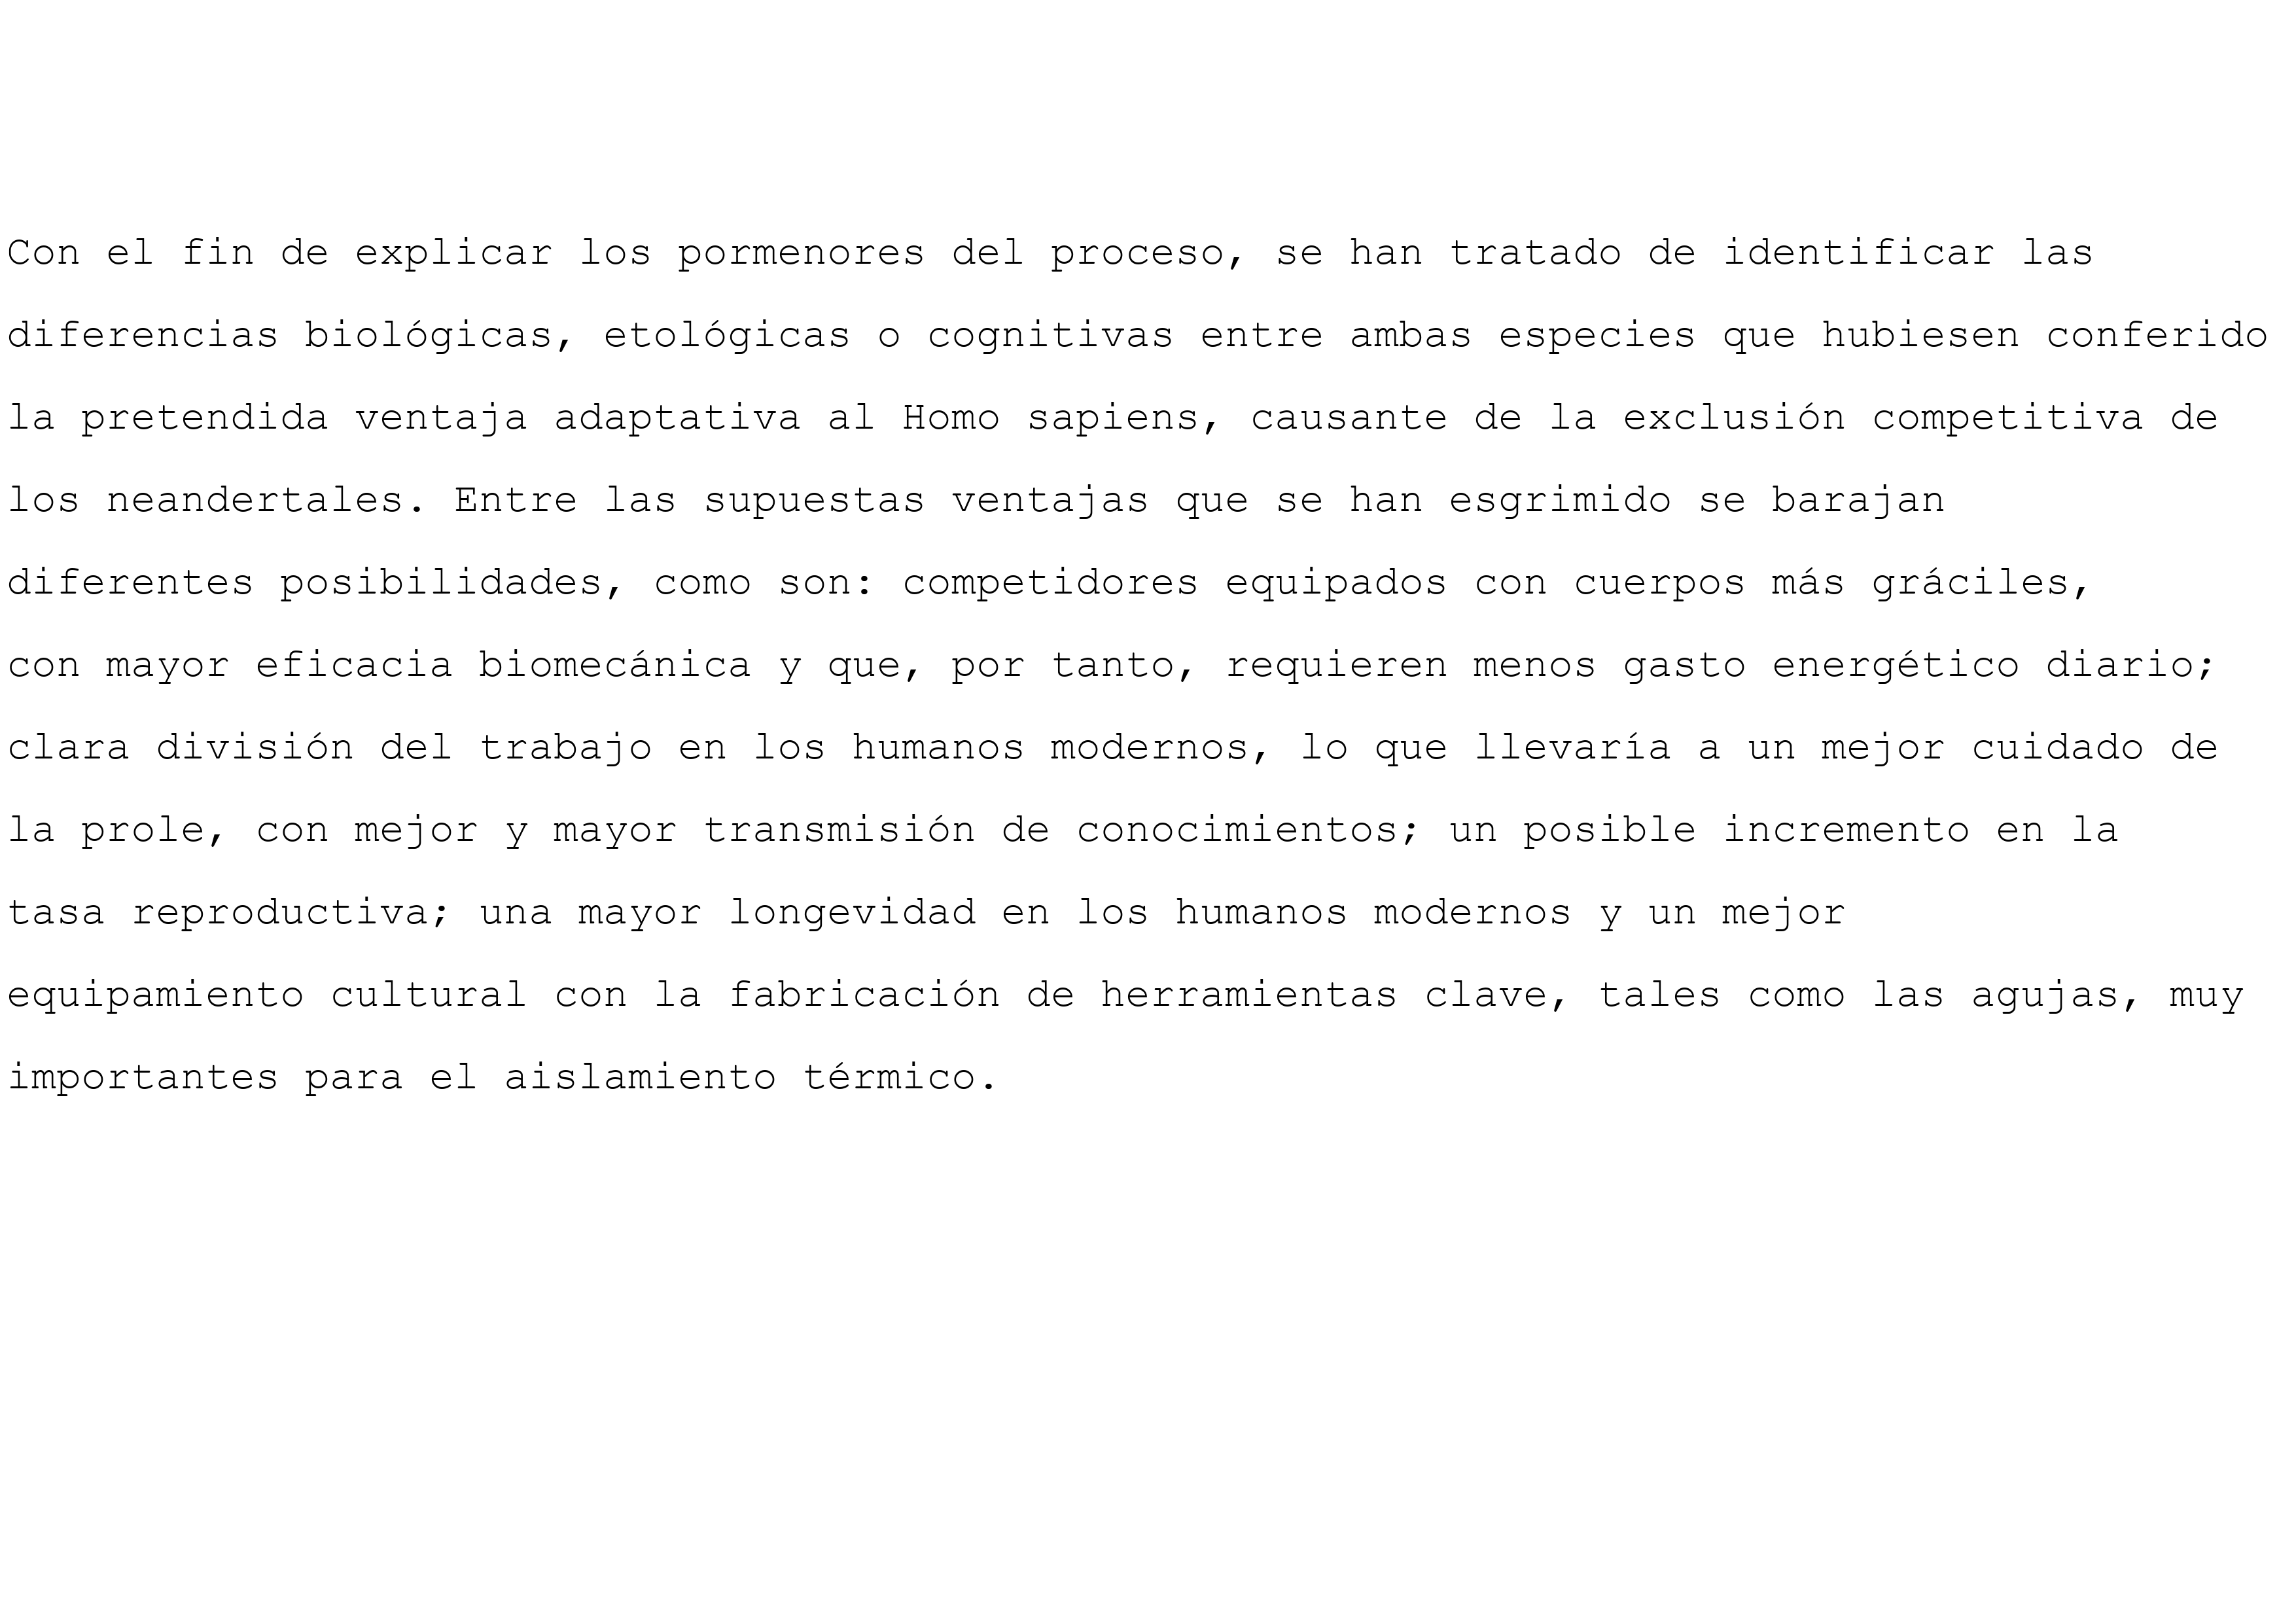 Con el fin de explicar los pormenores del proceso, se han tratado de identificar las
diferencias biológicas, etológicas o cognitivas entre ambas especies que hubiesen conferido
la pretendida ventaja adaptativa al Homo sapiens, causante de la exclusión competitiva de
los neandertales. Entre las supuestas ventajas que se han esgrimido se barajan
diferentes posibilidades, como son: competidores equipados con cuerpos más gráciles,
con mayor eficacia biomecánica y que, por tanto, requieren menos gasto energético diario;
clara división del trabajo en los humanos modernos, lo que llevaría a un mejor cuidado de
la prole, con mejor y mayor transmisión de conocimientos; un posible incremento en la
tasa reproductiva; una mayor longevidad en los humanos modernos y un mejor
equipamiento cultural con la fabricación de herramientas clave, tales como las agujas, muy
importantes para el aislamiento térmico.